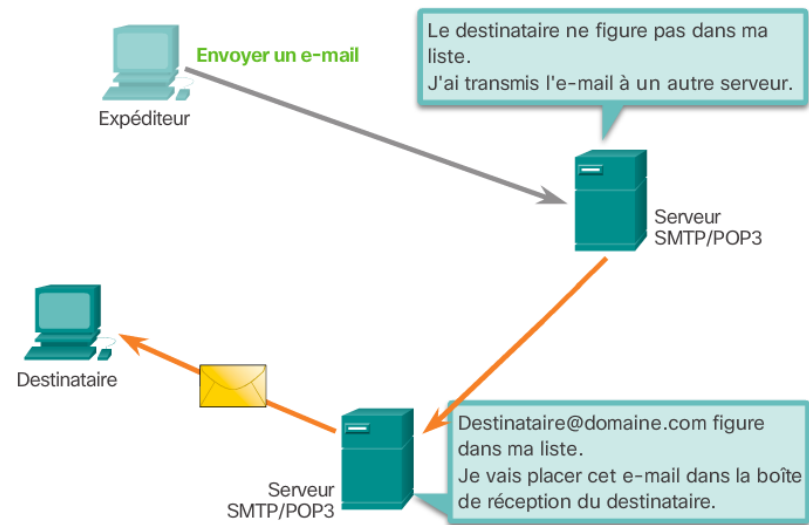 Envoyer un e-mail
Expéditeur
Le destinataire ne figure pas dans ma
liste.
J'ai transmis l'e-mail à un autre serveur.
Serveur
SMTP/POP3
Destinataire
Serveur
SMTP/POP3
Destinataire@domaine.com figure
dans ma liste.
Je vais placer cet e-mail dans la boîte
de réception du destinataire.